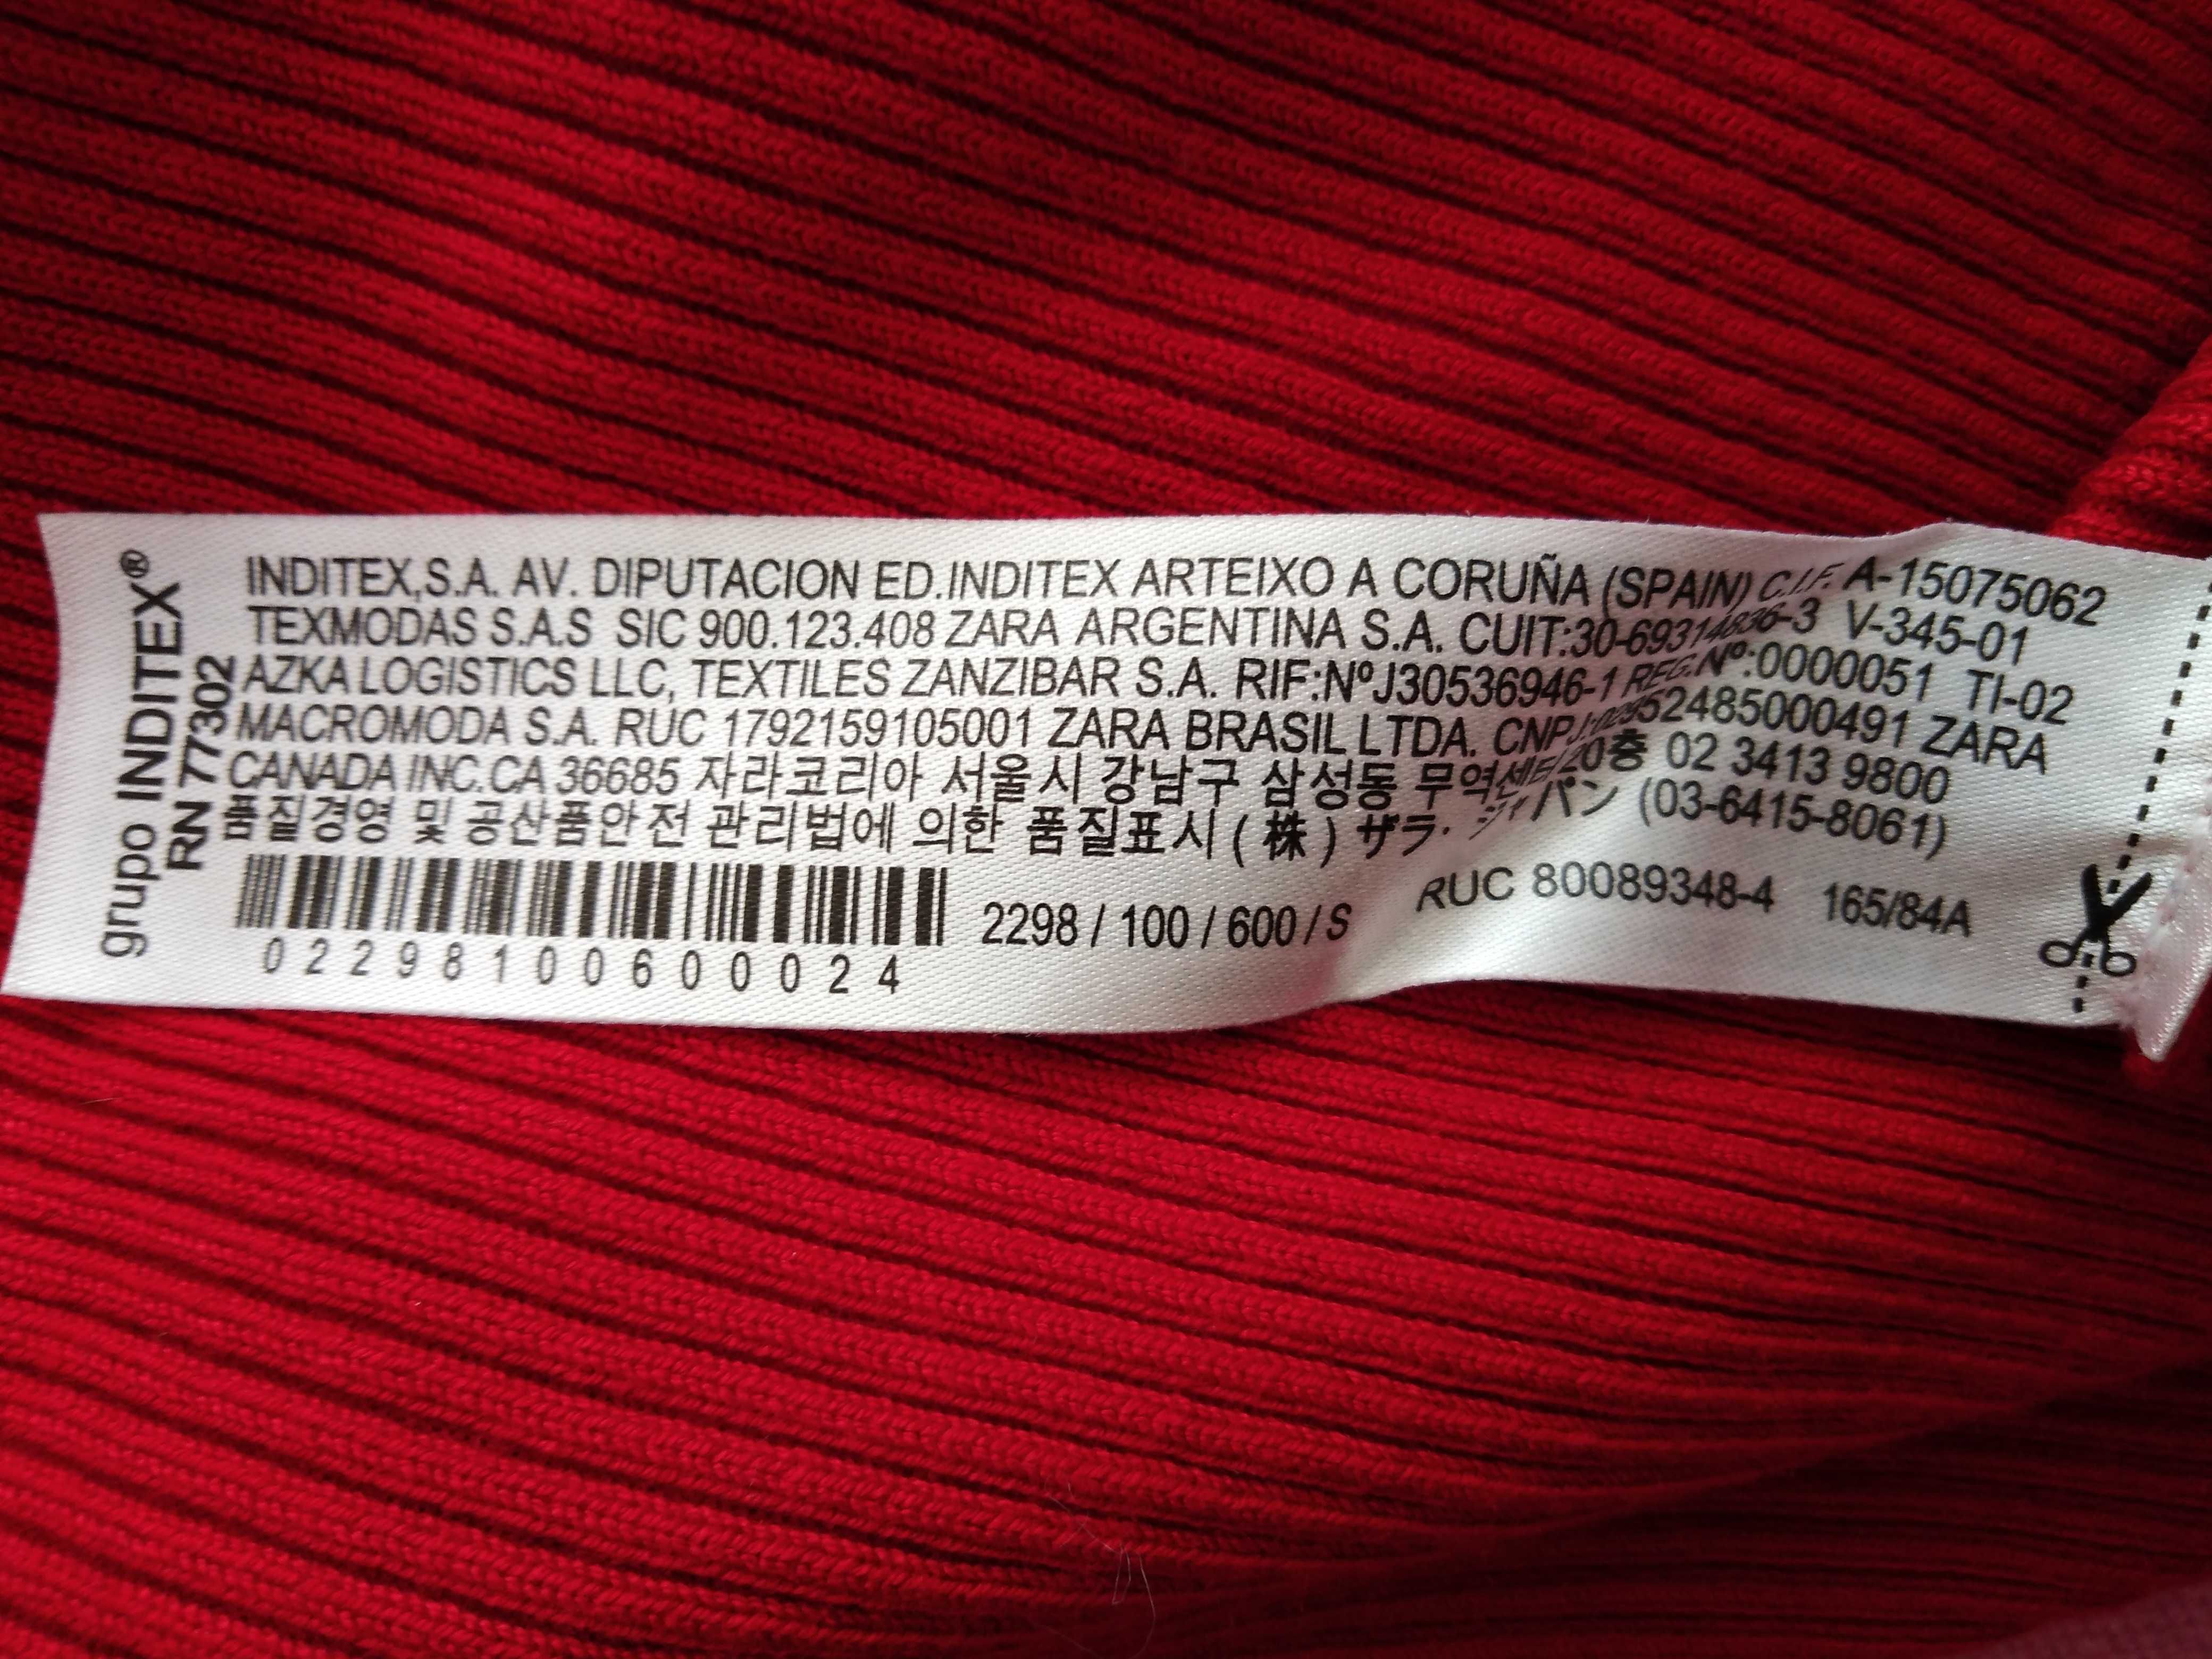 grupo INDITEX®
RN 77302
INDITEX,S.A. AV. DIPUTACION ED.INDITEX ARTEIXO A CORUÑA (SPAIN) C.I.F. A-15075062
TEXMODAS S.A.S SIC 900.123.408 ZARA ARGENTINA S.A. CUIT:30-69314836-3 V-345-01
AZKA LOGISTICS LLC, TEXTILES ZANZIBAR S.A. RIF:NºJ30536946-1 REG.Nº:0000051 TI-02
MACROMODA S.A. RUC 1792159105001 ZARA BRASIL LTDA. CNPJ:02952485000491 ZARA
CANADA INC.CA 36685 자라코리아 서울시 강남구 삼성동 무역센터 20층 02 3413 9800
품질경영 및 공산품안전 관리법에 의한 품질표시 (株) ザラ・ジャパン (03-6415-8061)
2298 / 100 / 600 / S RUC 80089348-4 165/84A
02298100600024